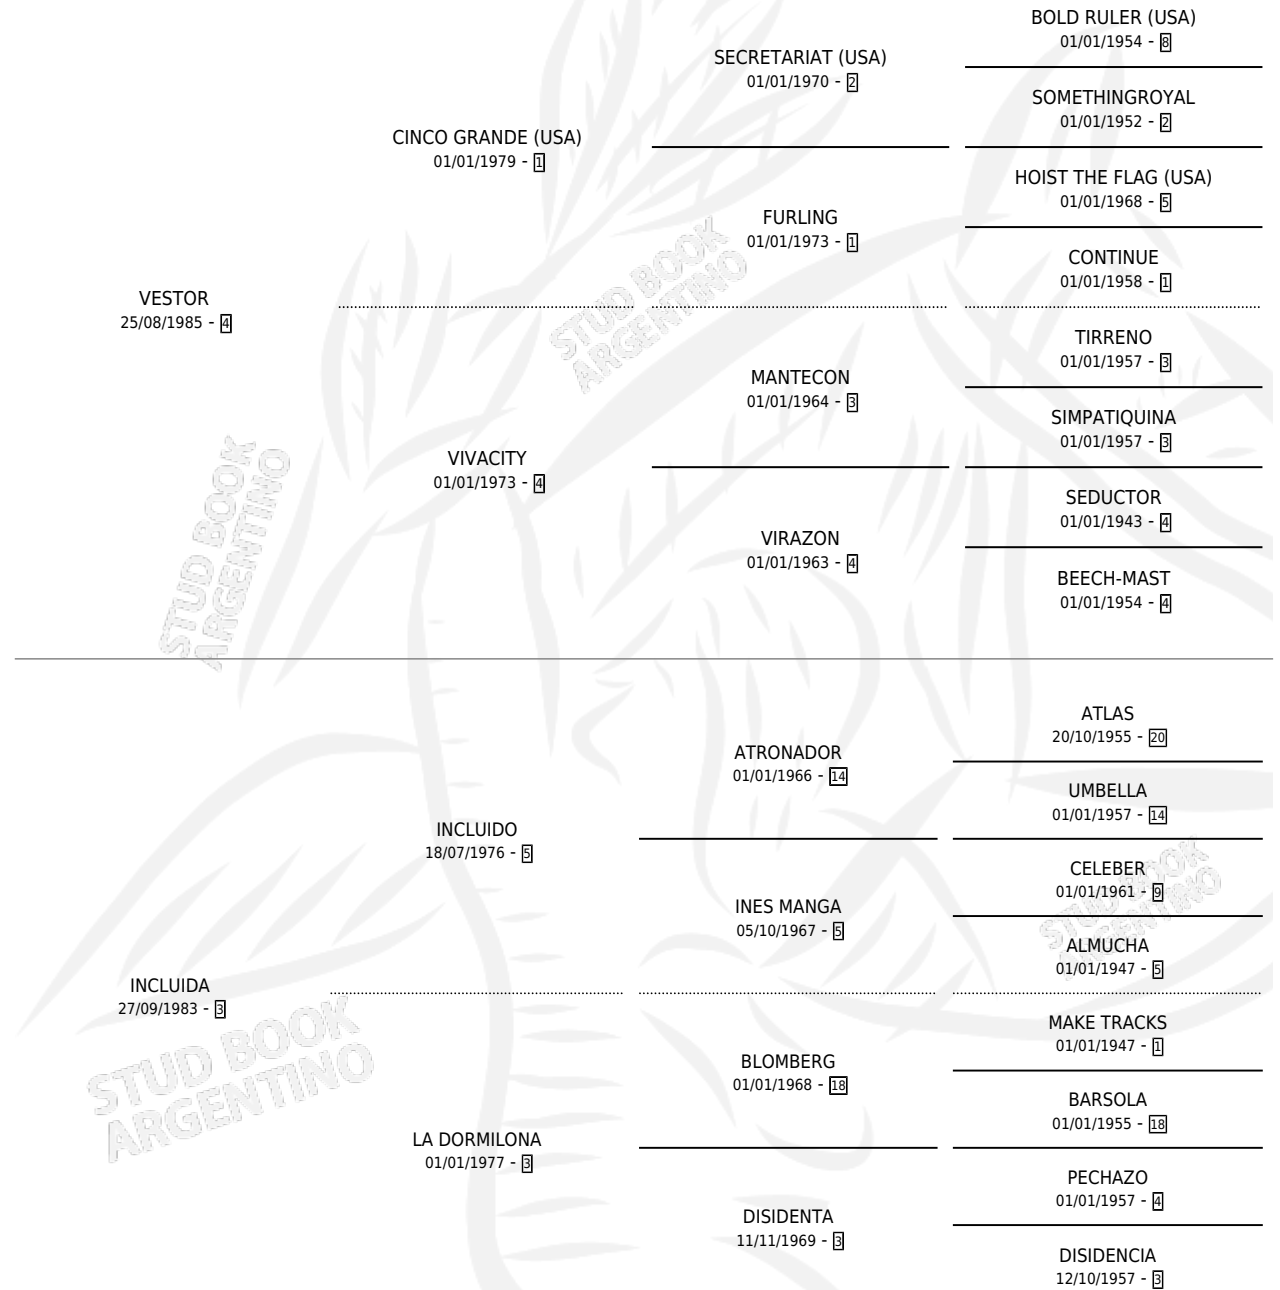 BOLD RULER (USA)
01/01/1954 - 8
SECRETARIAT (USA)
01/01/1970 - 2
SOMETHINGROYAL
01/01/1952 - 2
CINCO GRANDE (USA)
01/01/1979 - 1
HOIST THE FLAG (USA)
01/01/1968 - 5
FURLING
01/01/1973 - 1
CONTINUE
01/01/1958 - 1
VESTOR
25/08/1985 - 4
TIRRENO
01/01/1957 - 3
MANTECON
01/01/1964 - 3
SIMPATIQUINA
01/01/1957 - 3
VIVACITY
01/01/1973 - 4
SEDUCTOR
01/01/1943 - 4
VIRAZON
01/01/1963 - 4
BEECH-MAST
01/01/1954 - 4
ATLAS
20/10/1955 - 20
ATRONADOR
01/01/1966 - 14
UMBELLA
01/01/1957 - 14
INCLUIDO
18/07/1976 - 5
CELEBER
01/01/1961 - 9
INES MANGA
05/10/1967 - 5
ALMUCHA
01/01/1947 - 5
INCLUIDA
27/09/1983 - 3
MAKE TRACKS
01/01/1947 - 1
BLOMBERG
01/01/1968 - 18
BARSOLA
01/01/1955 - 18
LA DORMILONA
01/01/1977 - 3
PECHAZO
01/01/1957 - 4
DISIDENTA
11/11/1969 - 3
DISIDENCIA
12/10/1957 - 3
STUD BOOK
ARGENTINO
STUD BOOK
ARGENTINO
STUD BOOK
ARGENTINO
STUD BOOK
ARGENTINO